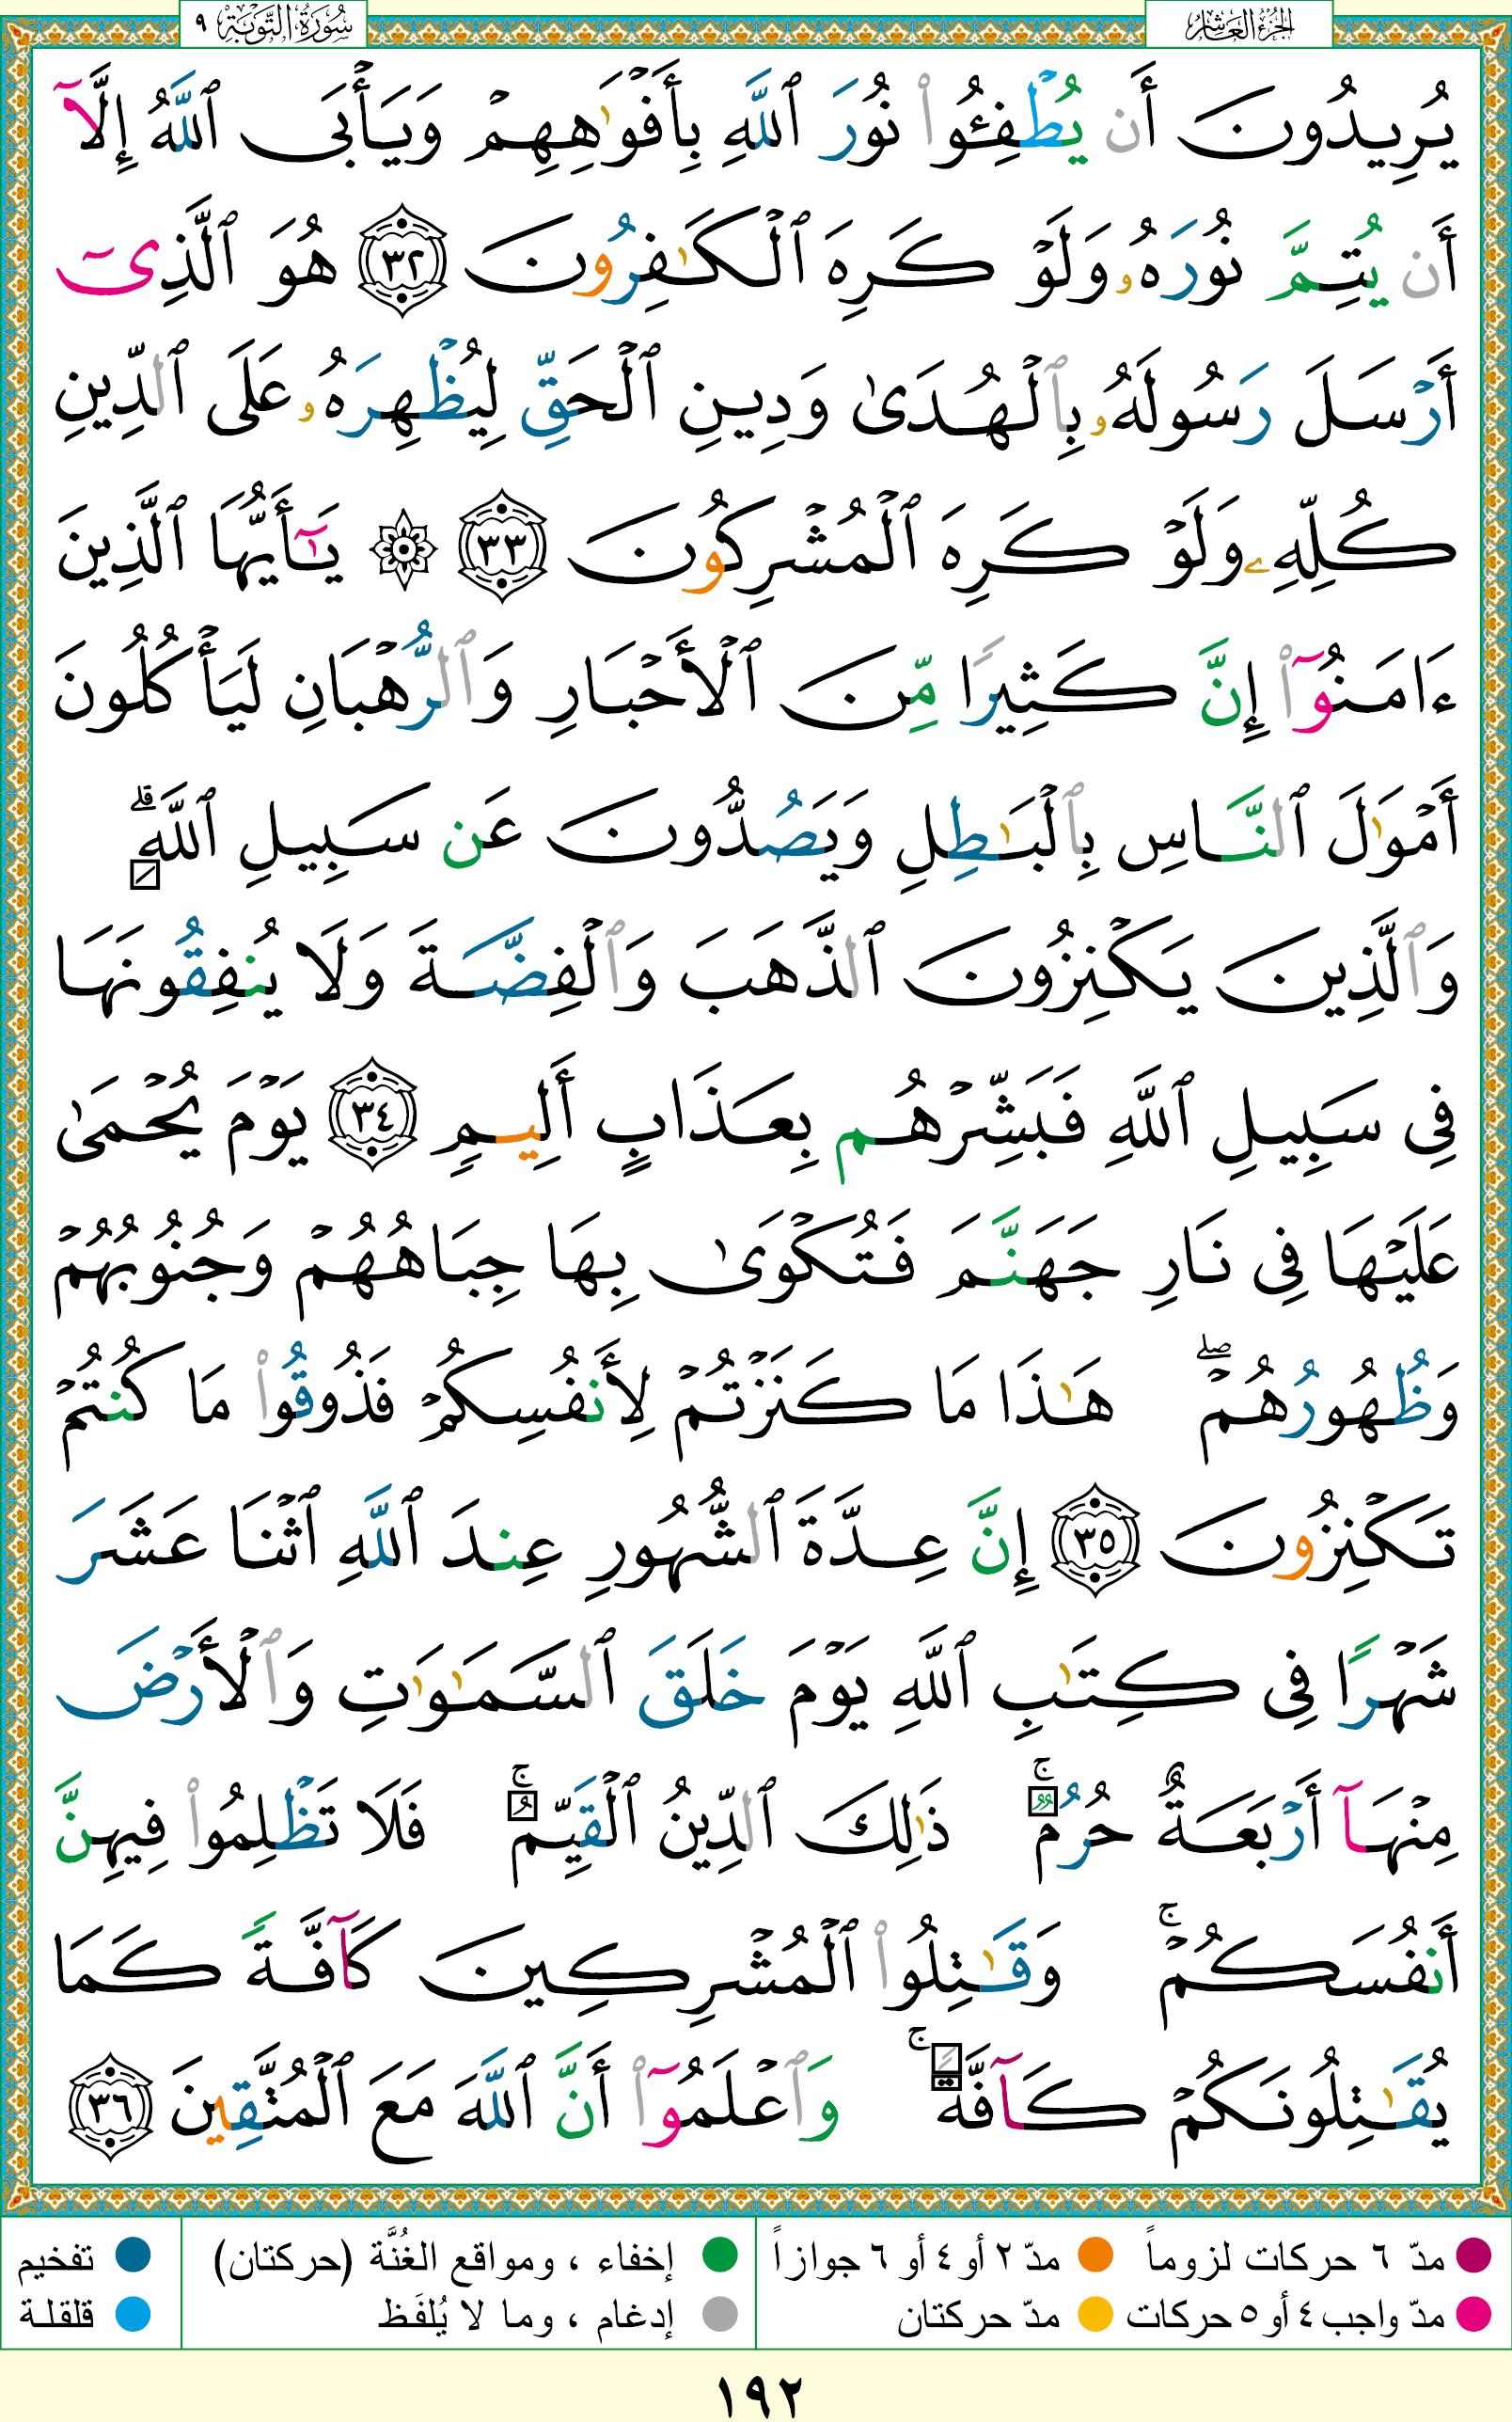 الجزء العاشر
سورة التوبة ٩
يُرِيدُونَ أَن يُطْفِـُٔوا۟ نُورَ ٱللَّهِ بِأَفْوَٰهِهِمْ وَيَأْبَى ٱللَّهُ إِلَّآ
أَن يُتِمَّ نُورَهُۥ وَلَوْ كَرِهَ ٱلْكَـٰفِرُونَ ٣٢ هُوَ ٱلَّذِىٓ
أَرْسَلَ رَسُولَهُۥ بِٱلْهُدَىٰ وَدِينِ ٱلْحَقِّ لِيُظْهِرَهُۥ عَلَى ٱلدِّينِ
كُلِّهِۦ وَلَوْ كَرِهَ ٱلْمُشْرِكُونَ ٣٣ ۞ يَـٰٓأَيُّهَا ٱلَّذِينَ
ءَامَنُوٓا۟ إِنَّ كَثِيرًا مِّنَ ٱلْأَحْبَارِ وَٱلرُّهْبَانِ لَيَأْكُلُونَ
أَمْوَٰلَ ٱلنَّاسِ بِٱلْبَـٰطِلِ وَيَصُدُّونَ عَن سَبِيلِ ٱللَّهِ ۗ
وَٱلَّذِينَ يَكْنِزُونَ ٱلذَّهَبَ وَٱلْفِضَّةَ وَلَا يُنفِقُونَهَا
فِى سَبِيلِ ٱللَّهِ فَبَشِّرْهُم بِعَذَابٍ أَلِيمٍ ٣٤ يَوْمَ يُحْمَىٰ
عَلَيْهَا فِى نَارِ جَهَنَّمَ فَتُكْوَىٰ بِهَا جِبَاهُهُمْ وَجُنُوبُهُمْ
وَظُهُورُهُمْ ۖ هَـٰذَا مَا كَنَزْتُمْ لِأَنفُسِكُمْ فَذُوقُوا۟ مَا كُنتُمْ
تَكْنِزُونَ ٣٥ إِنَّ عِدَّةَ ٱلشُّهُورِ عِندَ ٱللَّهِ ٱثْنَا عَشَرَ
شَهْرًا فِى كِتَـٰبِ ٱللَّهِ يَوْمَ خَلَقَ ٱلسَّمَـٰوَٰتِ وَٱلْأَرْضَ
مِنْهَآ أَرْبَعَةٌ حُرُمٌ ۚ ذَٰلِكَ ٱلدِّينُ ٱلْقَيِّمُ ۚ فَلَا تَظْلِمُوا۟ فِيهِنَّ
أَنفُسَكُمْ ۚ وَقَـٰتِلُوا۟ ٱلْمُشْرِكِينَ كَآفَّةً كَمَا
يُقَـٰتِلُونَكُمْ كَآفَّةً ۚ وَٱعْلَمُوٓا۟ أَنَّ ٱللَّهَ مَعَ ٱلْمُتَّقِينَ ٣٦
مدّ ٦ حركات لزوماً مدّ ٢ أو ٤ أو ٦ جوازاً إخفاء ، ومواقع الغُنَّة (حركتان) تفخيم
مدّ واجب ٤ أو ٥ حركات مدّ حركتان إدغام ، وما لا يُلفَظ قلقلة
١٩٢